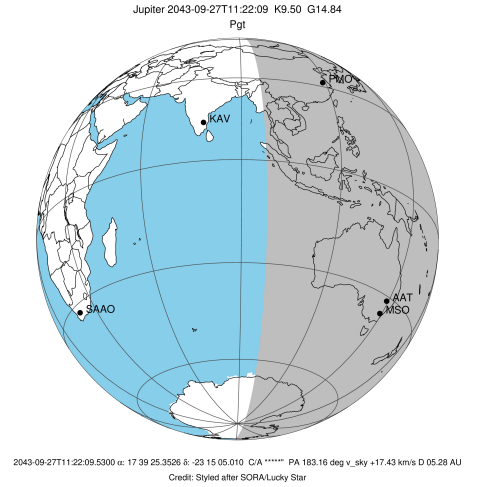 Jupiter 2043-09-27T11:22:09 K9.50 G14.84
Pgt
PMO
KAV
AAT
MSO
SAAO
2043-09-27T11:22:09.5300 α: 17 39 25.3526 δ: -23 15 05.010 C/A *****" PA 183.16 deg v_sky +17.43 km/s D 05.28 AU
Credit: Styled after SORA/Lucky Star